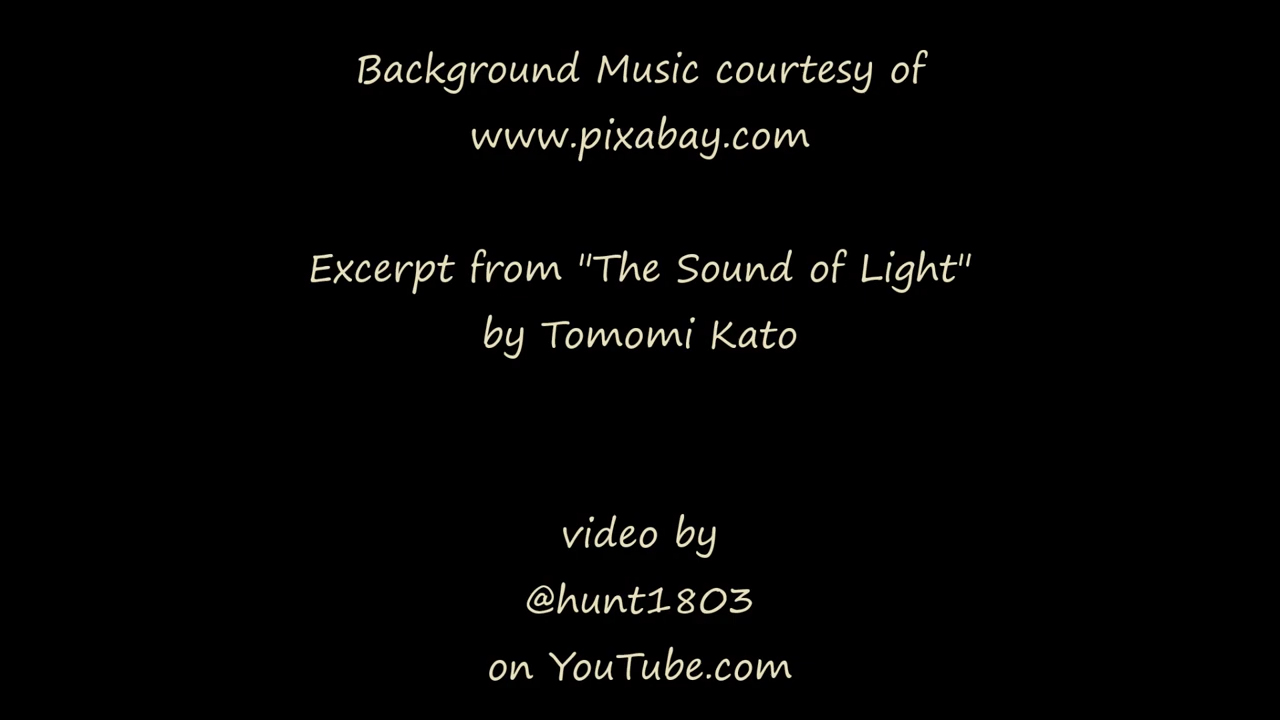 Background Music courtesy of
www.pixabay.com
Excerpt from "The Sound of Light"
by Tomomi Kato
video by
@hunt1803
on YouTube.com